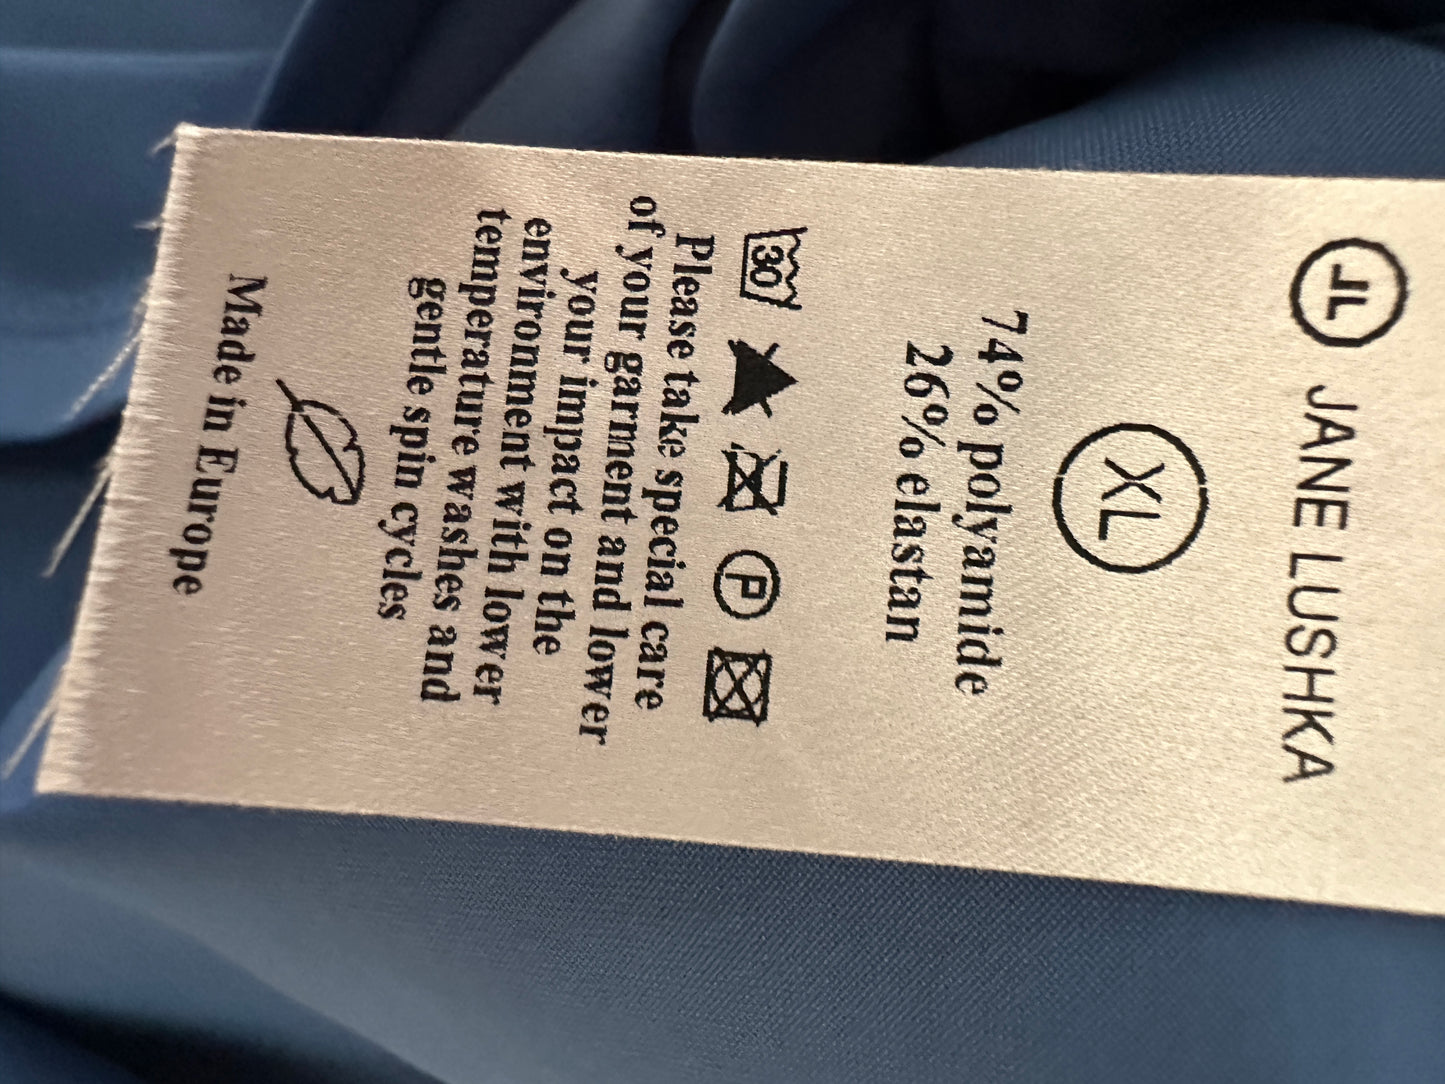 JL JANE LUSHKA
XL
74% polyamide
26% elastan
30 P
Please take special care
of your garment and lower
your impact on the
environment with lower
temperature washes and
gentle spin cycles
Made in Europe